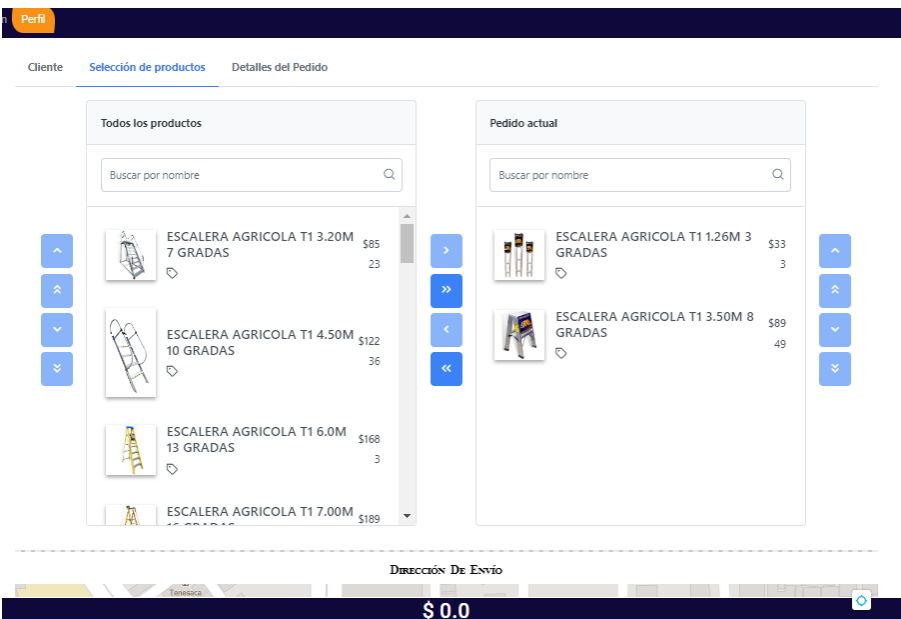 n Perfil
Cliente Selección de productos Detalles del Pedido
Todos los productos
Buscar por nombre
ESCALERA AGRICOLA T1 3.20M $85
7 GRADAS 23
ESCALERA AGRICOLA T1 4.50M $122
10 GRADAS 36
ESCALERA AGRICOLA T1 6.0M $168
13 GRADAS 3
ESCALERA AGRICOLA T1 7.00M $189
Pedido actual
Buscar por nombre
ESCALERA AGRICOLA T1 1.26M 3 $33
GRADAS 3
ESCALERA AGRICOLA T1 3.50M 8 $89
GRADAS 49
Dirección De Envío
Tenesaca
$ 0.0